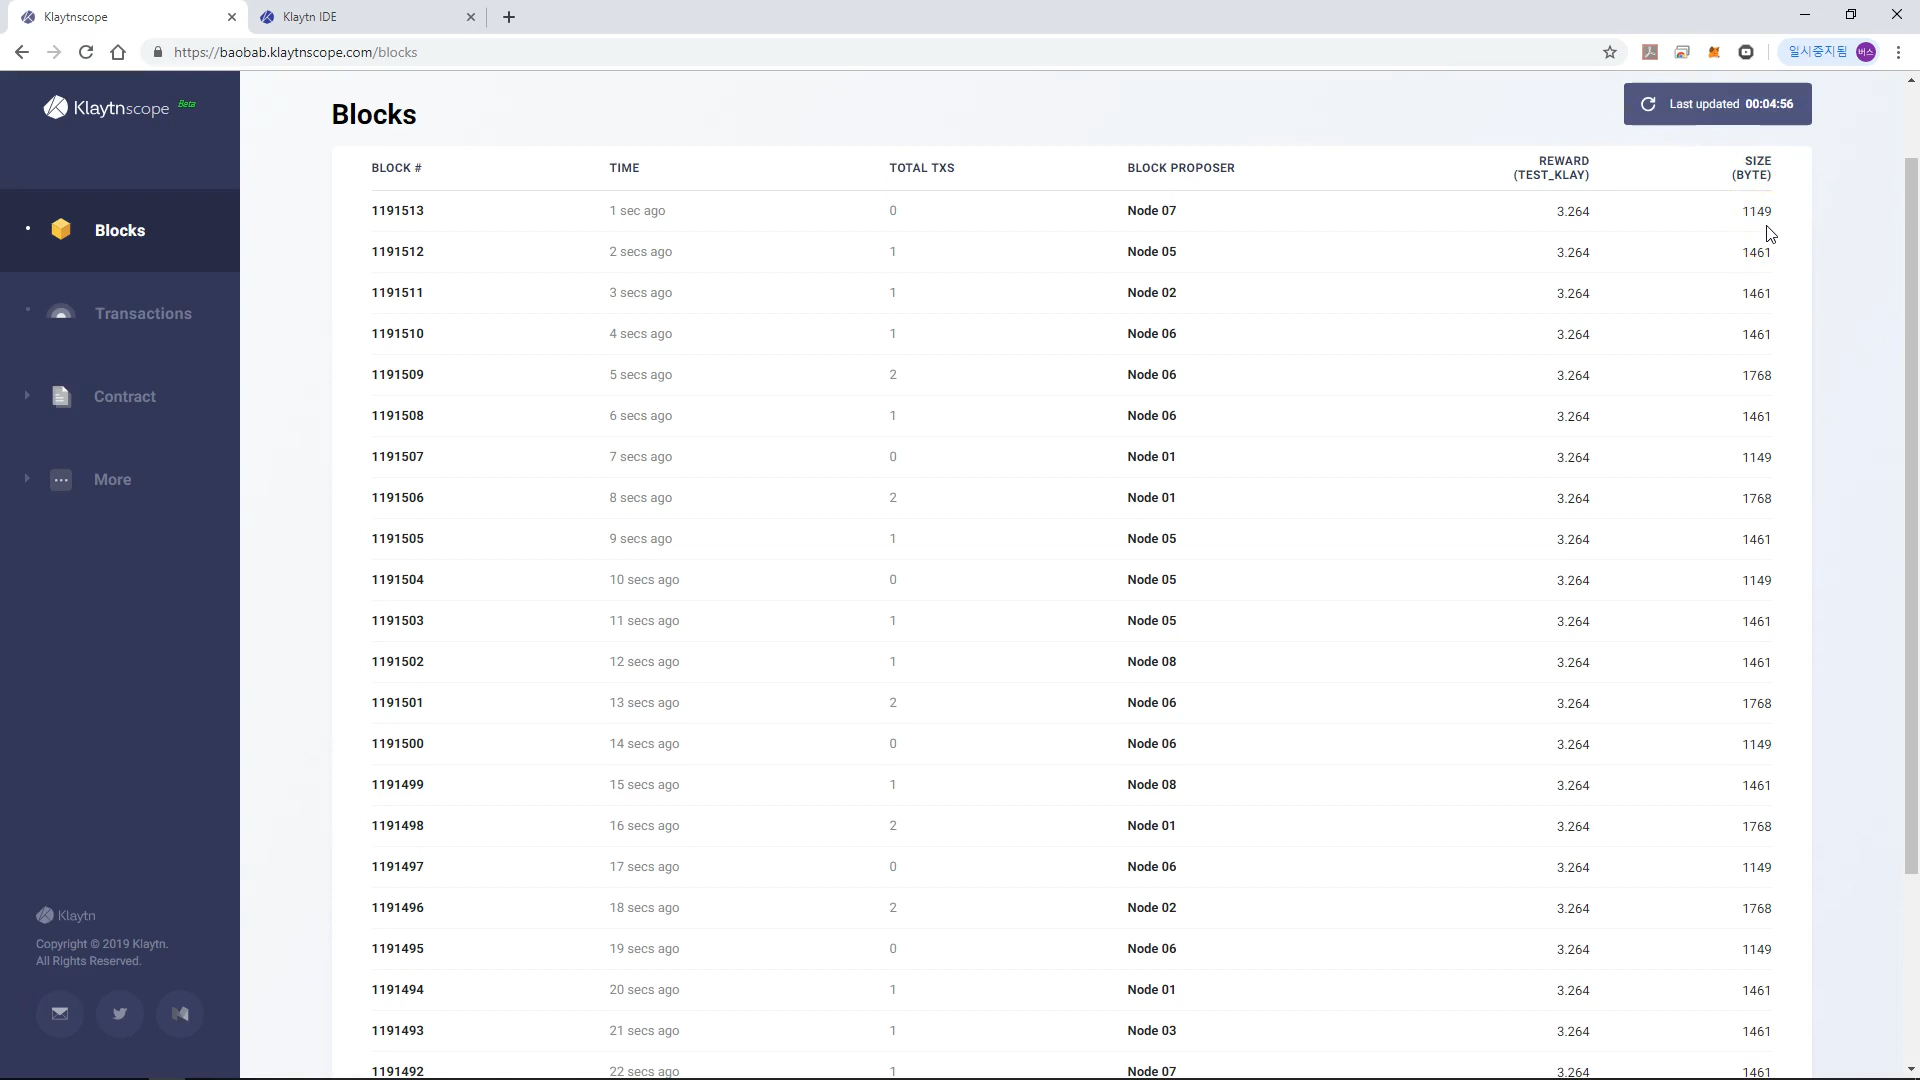 Klaytnscope
Klaytn IDE
https://baobab.klaytnscope.com/blocks
일시중지됨 버스
Klaytnscope Beta
Blocks
Transactions
Contract
More
Klaytn
Copyright © 2019 Klaytn.
All Rights Reserved.
Blocks
Last updated 00:04:56
BLOCK # TIME TOTAL TXS BLOCK PROPOSER REWARD (TEST_KLAY) SIZE (BYTE)
1191513 1 sec ago 0 Node 07 3.264 1149
1191512 2 secs ago 1 Node 05 3.264 1461
1191511 3 secs ago 1 Node 02 3.264 1461
1191510 4 secs ago 1 Node 06 3.264 1461
1191509 5 secs ago 2 Node 06 3.264 1768
1191508 6 secs ago 1 Node 06 3.264 1461
1191507 7 secs ago 0 Node 01 3.264 1149
1191506 8 secs ago 2 Node 01 3.264 1768
1191505 9 secs ago 1 Node 05 3.264 1461
1191504 10 secs ago 0 Node 05 3.264 1149
1191503 11 secs ago 1 Node 05 3.264 1461
1191502 12 secs ago 1 Node 08 3.264 1461
1191501 13 secs ago 2 Node 06 3.264 1768
1191500 14 secs ago 0 Node 06 3.264 1149
1191499 15 secs ago 1 Node 08 3.264 1461
1191498 16 secs ago 2 Node 01 3.264 1768
1191497 17 secs ago 0 Node 06 3.264 1149
1191496 18 secs ago 2 Node 02 3.264 1768
1191495 19 secs ago 0 Node 06 3.264 1149
1191494 20 secs ago 1 Node 01 3.264 1461
1191493 21 secs ago 1 Node 03 3.264 1461
1191492 22 secs ago 1 Node 07 3.264 1461